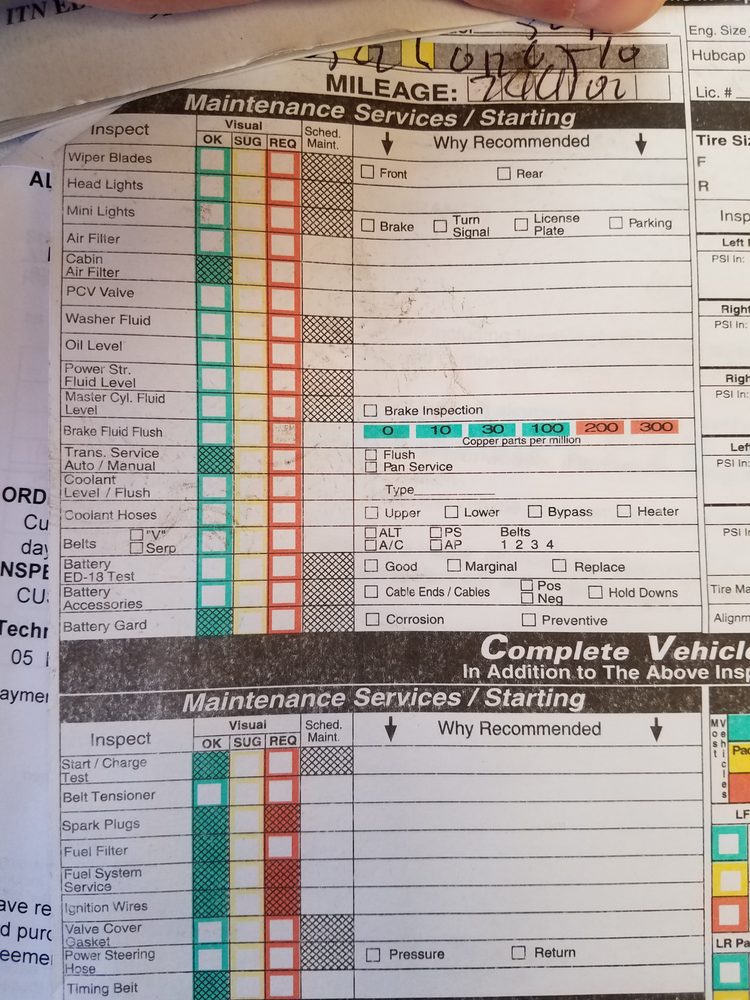 ITN
Eng. Size
Hubcap
MILEAGE:
Lic. #
Maintenance Services / Starting
Inspect
Visual
OK SUG REQ
Sched. Maint.
Why Recommended
Tire Siz
F
R
Wiper Blades
Front Rear
Head Lights
Mini Lights
Brake Turn Signal License Plate Parking
Insp
Air Filter
Left
PSI In:
Cabin
Air Filter
PCV Valve
Right
PSI In:
Washer Fluid
Oil Level
Power Str.
Fluid Level
Righ
PSI In:
Master Cyl. Fluid
Level
Brake Inspection
Brake Fluid Flush
0 10 30 100 200 300
Copper parts per million
Left
PSI In:
Trans. Service
Auto / Manual
Flush
Pan Service
Coolant
Level / Flush
Type
Coolant Hoses
Upper Lower Bypass Heater
Belts "V" Serp
ALT PS Belts
A/C AP 1 2 3 4
PSI In
Battery
ED-18 Test
Good Marginal Replace
Battery
Accessories
Cable Ends / Cables Pos Neg Hold Downs
Tire Ma
Battery Gard
Corrosion Preventive
Alignm
Complete Vehicle
In Addition to The Above Insp
Maintenance Services / Starting
Inspect
Visual
OK SUG REQ
Sched. Maint.
Why Recommended
Most Vehicles
Start / Charge
Test
Pac
Belt Tensioner
Spark Plugs
LF
Fuel Filter
Fuel System
Service
Ignition Wires
Valve Cover
Gasket
LR Pa
Power Steering
Hose
Pressure Return
Timing Belt
AL
ORD
Cu
day
INSPE
CU
Techr
05
aymer
ave re
d purc
eemer